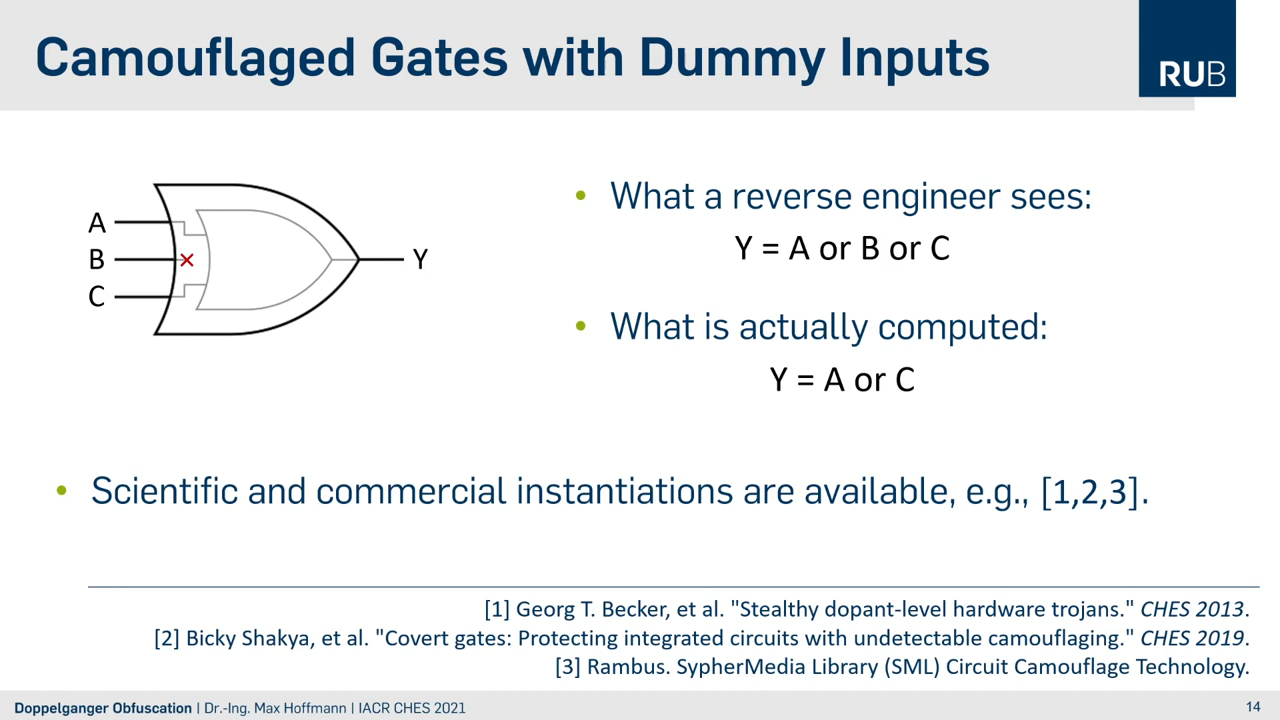 Camouflaged Gates with Dummy Inputs
RUB
A
B
C
Y
• What a reverse engineer sees:
Y = A or B or C
• What is actually computed:
Y = A or C
• Scientific and commercial instantiations are available, e.g., [1,2,3].
[1] Georg T. Becker, et al. "Stealthy dopant-level hardware trojans." CHES 2013.
[2] Bicky Shakya, et al. "Covert gates: Protecting integrated circuits with undetectable camouflaging." CHES 2019.
[3] Rambus. SypherMedia Library (SML) Circuit Camouflage Technology.
Doppelganger Obfuscation | Dr.-Ing. Max Hoffmann | IACR CHES 2021
14